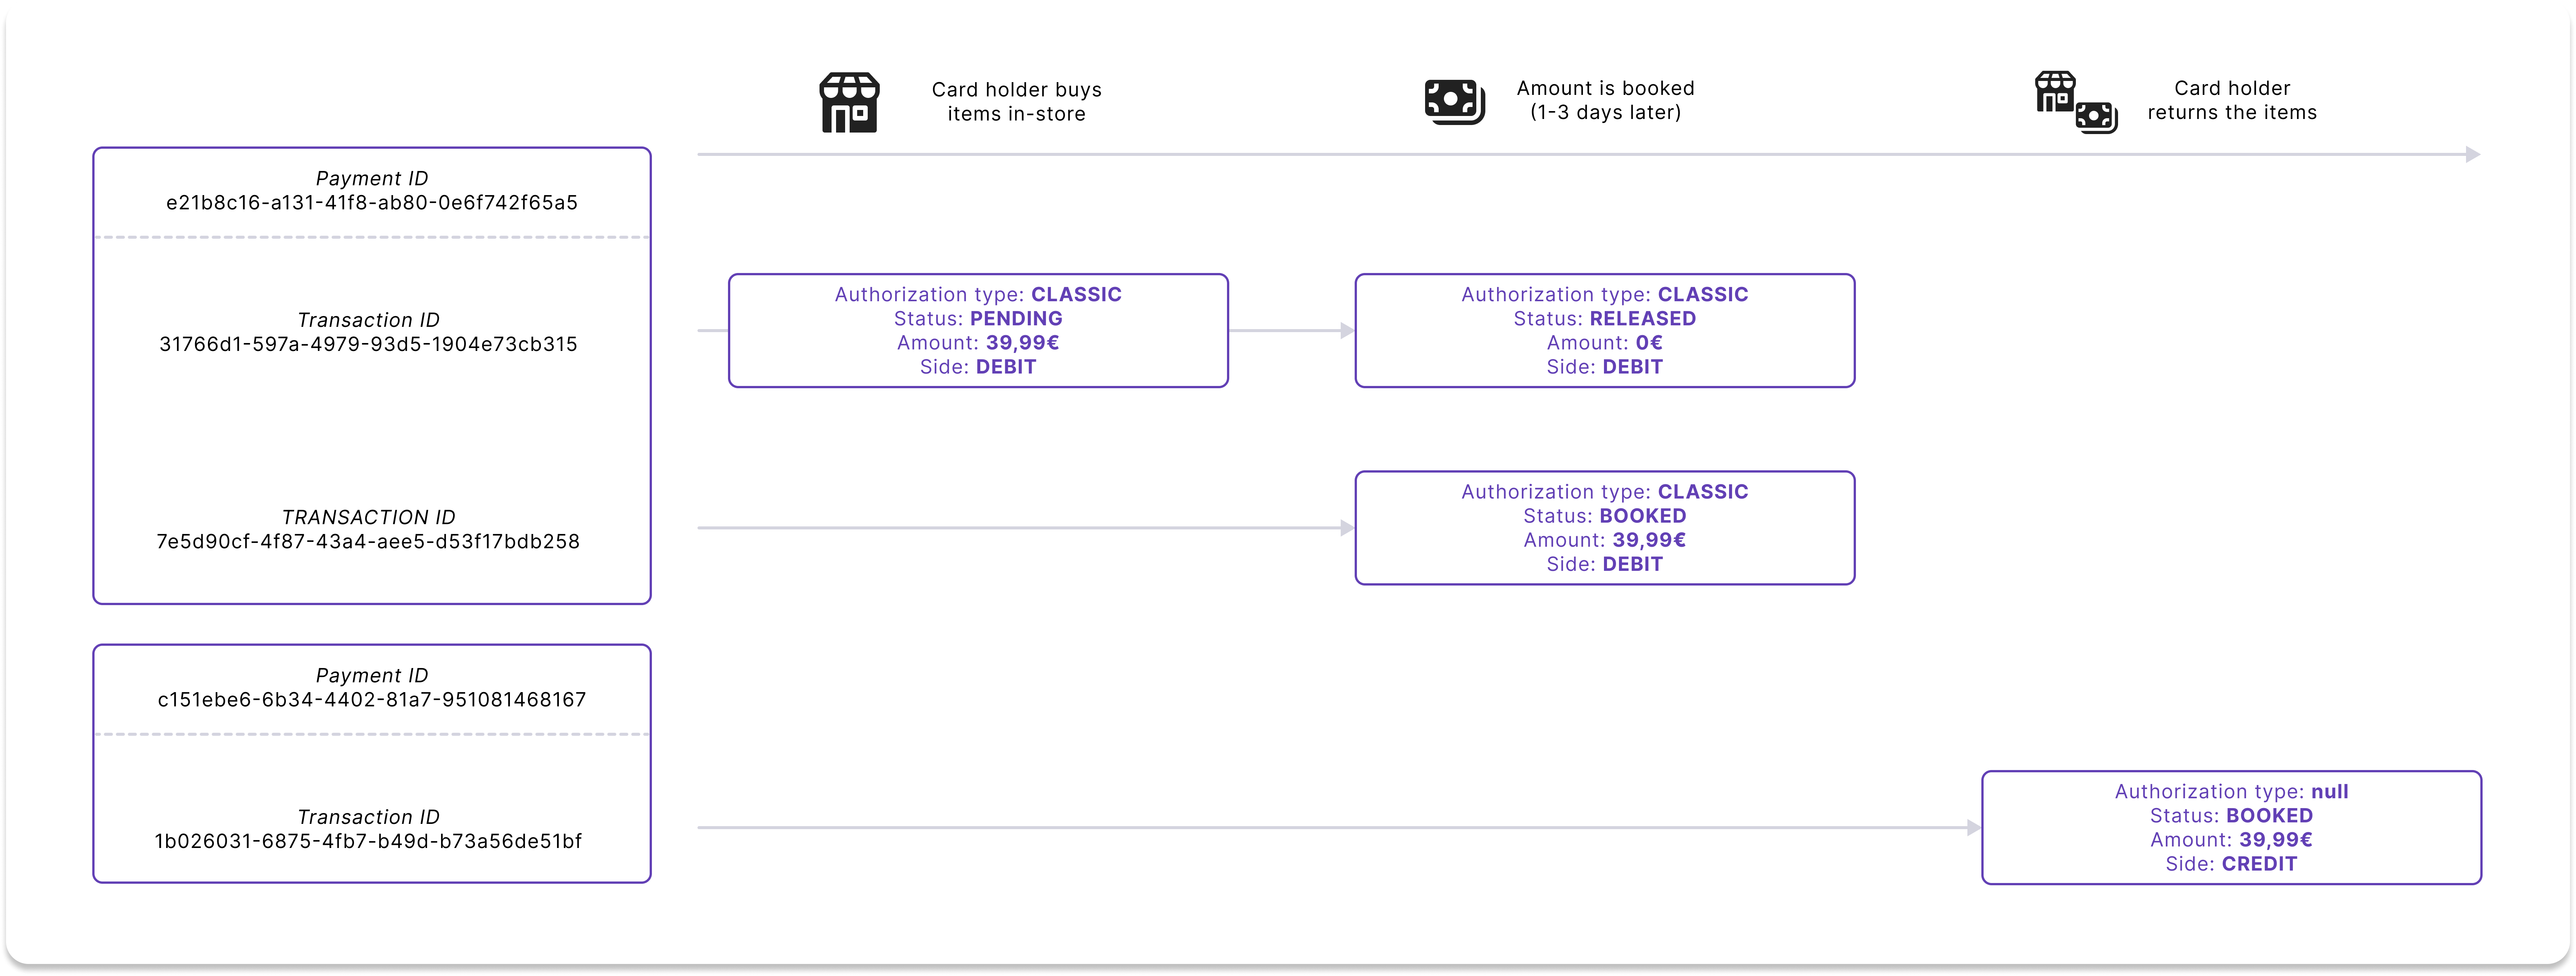 Card holder buys
items in-store
Amount is booked
(1-3 days later)
Card holder
returns the items
Payment ID
e21b8c16-a131-41f8-ab80-0e6f742f65a5
Transaction ID
31766d1-597a-4979-93d5-1904e73cb315
Authorization type: CLASSIC
Status: PENDING
Amount: 39,99€
Side: DEBIT
Authorization type: CLASSIC
Status: RELEASED
Amount: 0€
Side: DEBIT
TRANSACTION ID
7e5d90cf-4f87-43a4-aee5-d53f17bdb258
Authorization type: CLASSIC
Status: BOOKED
Amount: 39,99€
Side: DEBIT
Payment ID
c151ebe6-6b34-4402-81a7-951081468167
Transaction ID
1b026031-6875-4fb7-b49d-b73a56de51bf
Authorization type: null
Status: BOOKED
Amount: 39,99€
Side: CREDIT